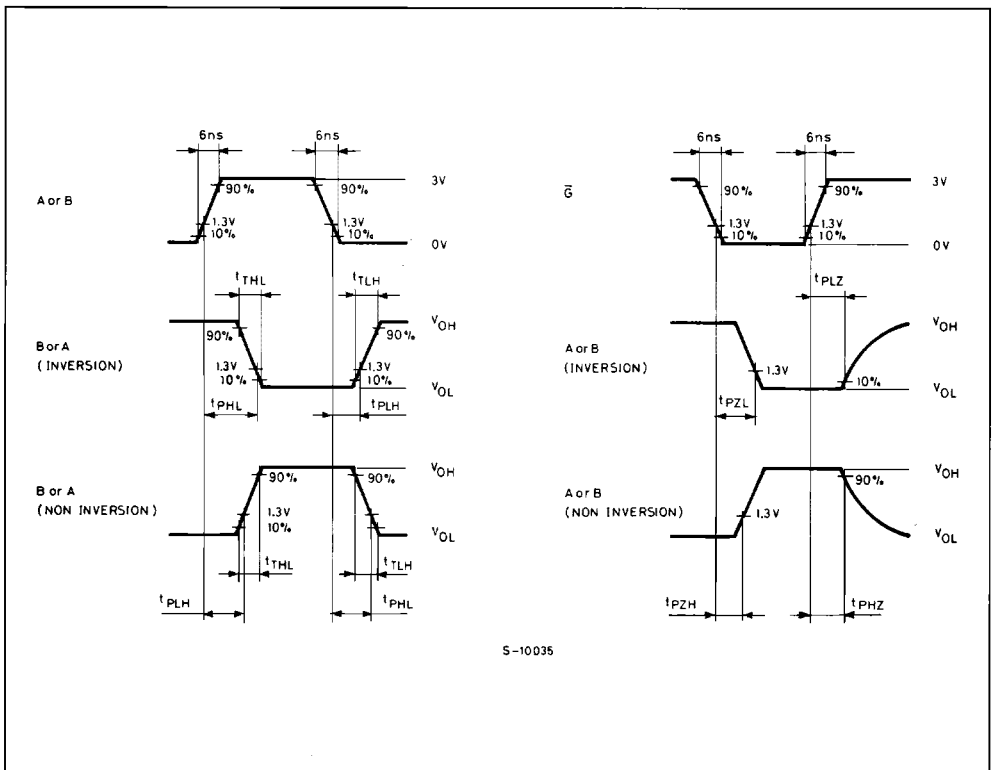 6ns 6ns
A or B
90% 90% 3V
1.3V 1.3V
10% 10% 0V
tTHL tTLH
B or A
(INVERSION)
90% 90% VOH
1.3V 1.3V
10% 10% VOL
tPHL tPLH
B or A
(NON INVERSION)
90% 90% VOH
1.3V
10% VOL
tTHL tTLH
tPLH tPHL
6ns 6ns
G̅
90% 90% 3V
1.3V 1.3V
10% 10% 0V
tPLZ
A or B
(INVERSION)
VOH
1.3V 10% VOL
tPZL
A or B
(NON INVERSION)
90% VOH
1.3V VOL
tPZH tPHZ
S-10035